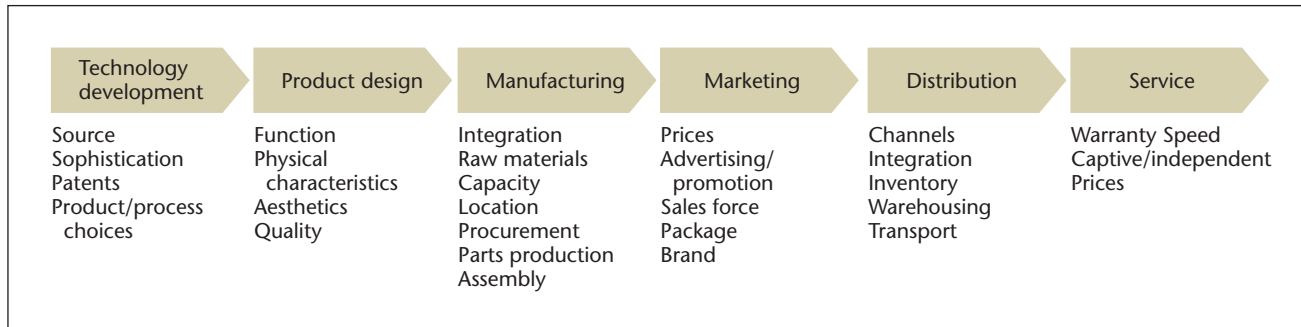 Technology
development
Source
Sophistication
Patents
Product/process
choices
Product design
Function
Physical
characteristics
Aesthetics
Quality
Manufacturing
Integration
Raw materials
Capacity
Location
Procurement
Parts production
Assembly
Marketing
Prices
Advertising/
promotion
Sales force
Package
Brand
Distribution
Channels
Integration
Inventory
Warehousing
Transport
Service
Warranty Speed
Captive/independent
Prices